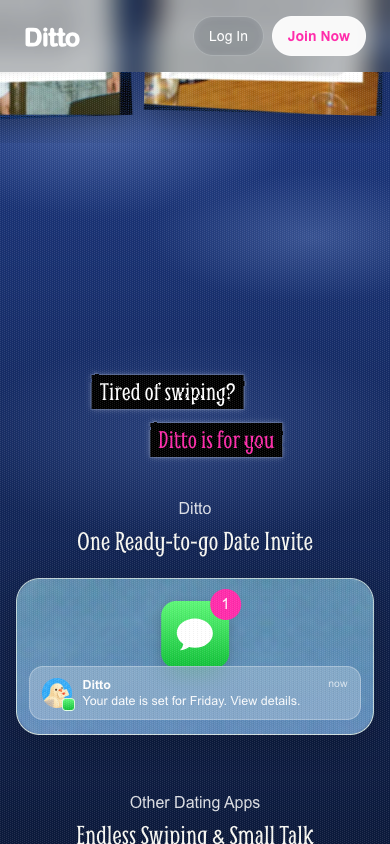 Ditto
Log In
Join Now
Tired of swiping?
Ditto is for you
Ditto
One Ready-to-go Date Invite
1
Ditto
now
Your date is set for Friday. View details.
Other Dating Apps
Endless Swiping & Small Talk